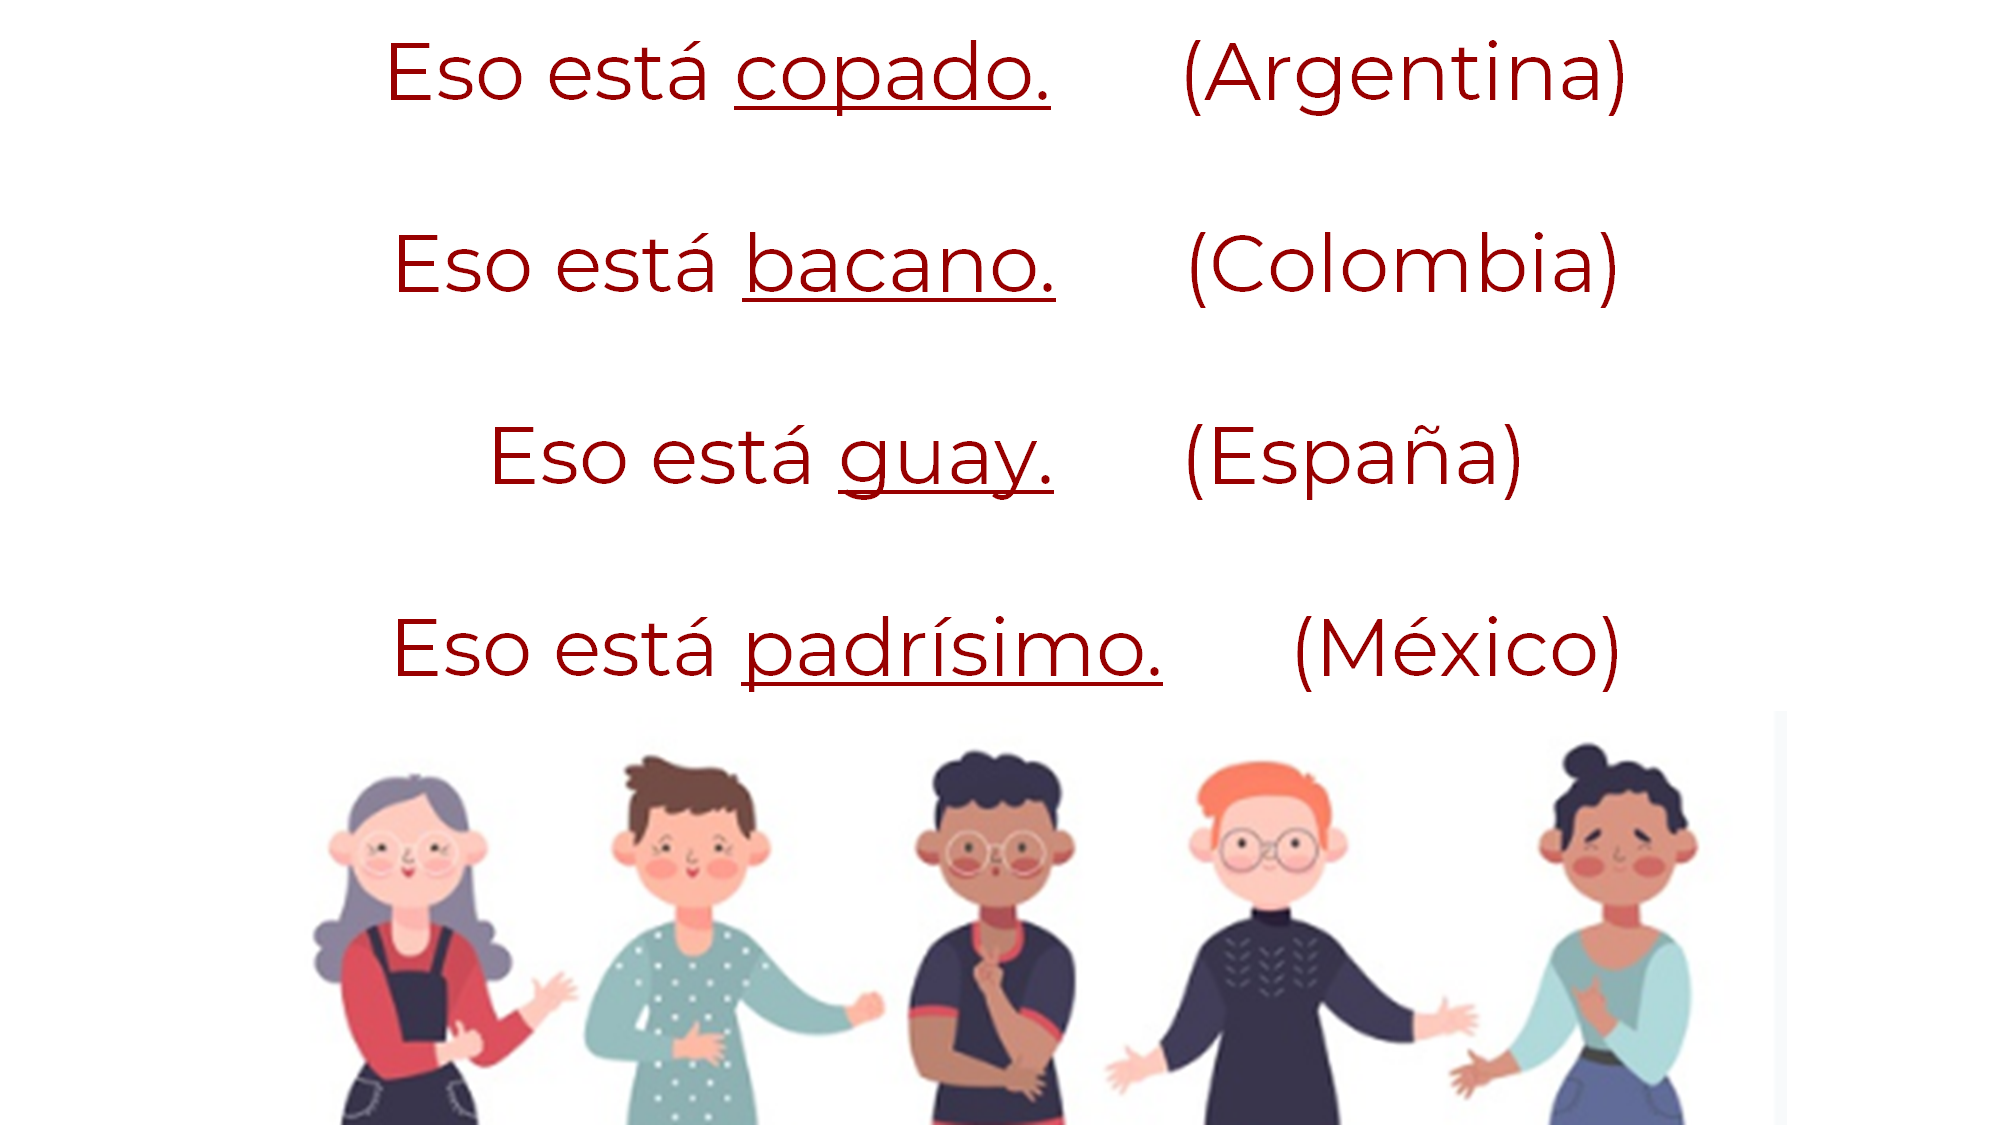 Eso está copado. (Argentina)
Eso está bacano. (Colombia)
Eso está guay. (España)
Eso está padrísimo. (México)